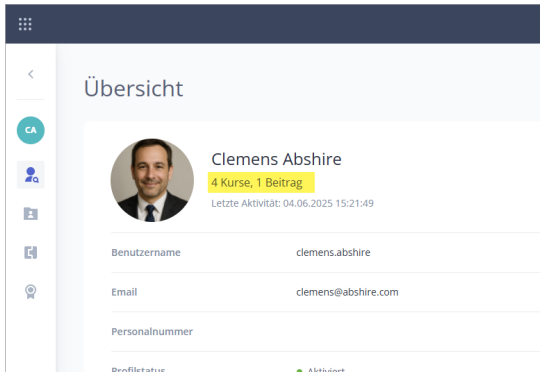 Übersicht
CA
Clemens Abshire
4 Kurse, 1 Beitrag
Letzte Aktivität: 04.06.2025 15:21:49
Benutzername clemens.abshire
Email clemens@abshire.com
Personalnummer
Profilstatus Aktiviert